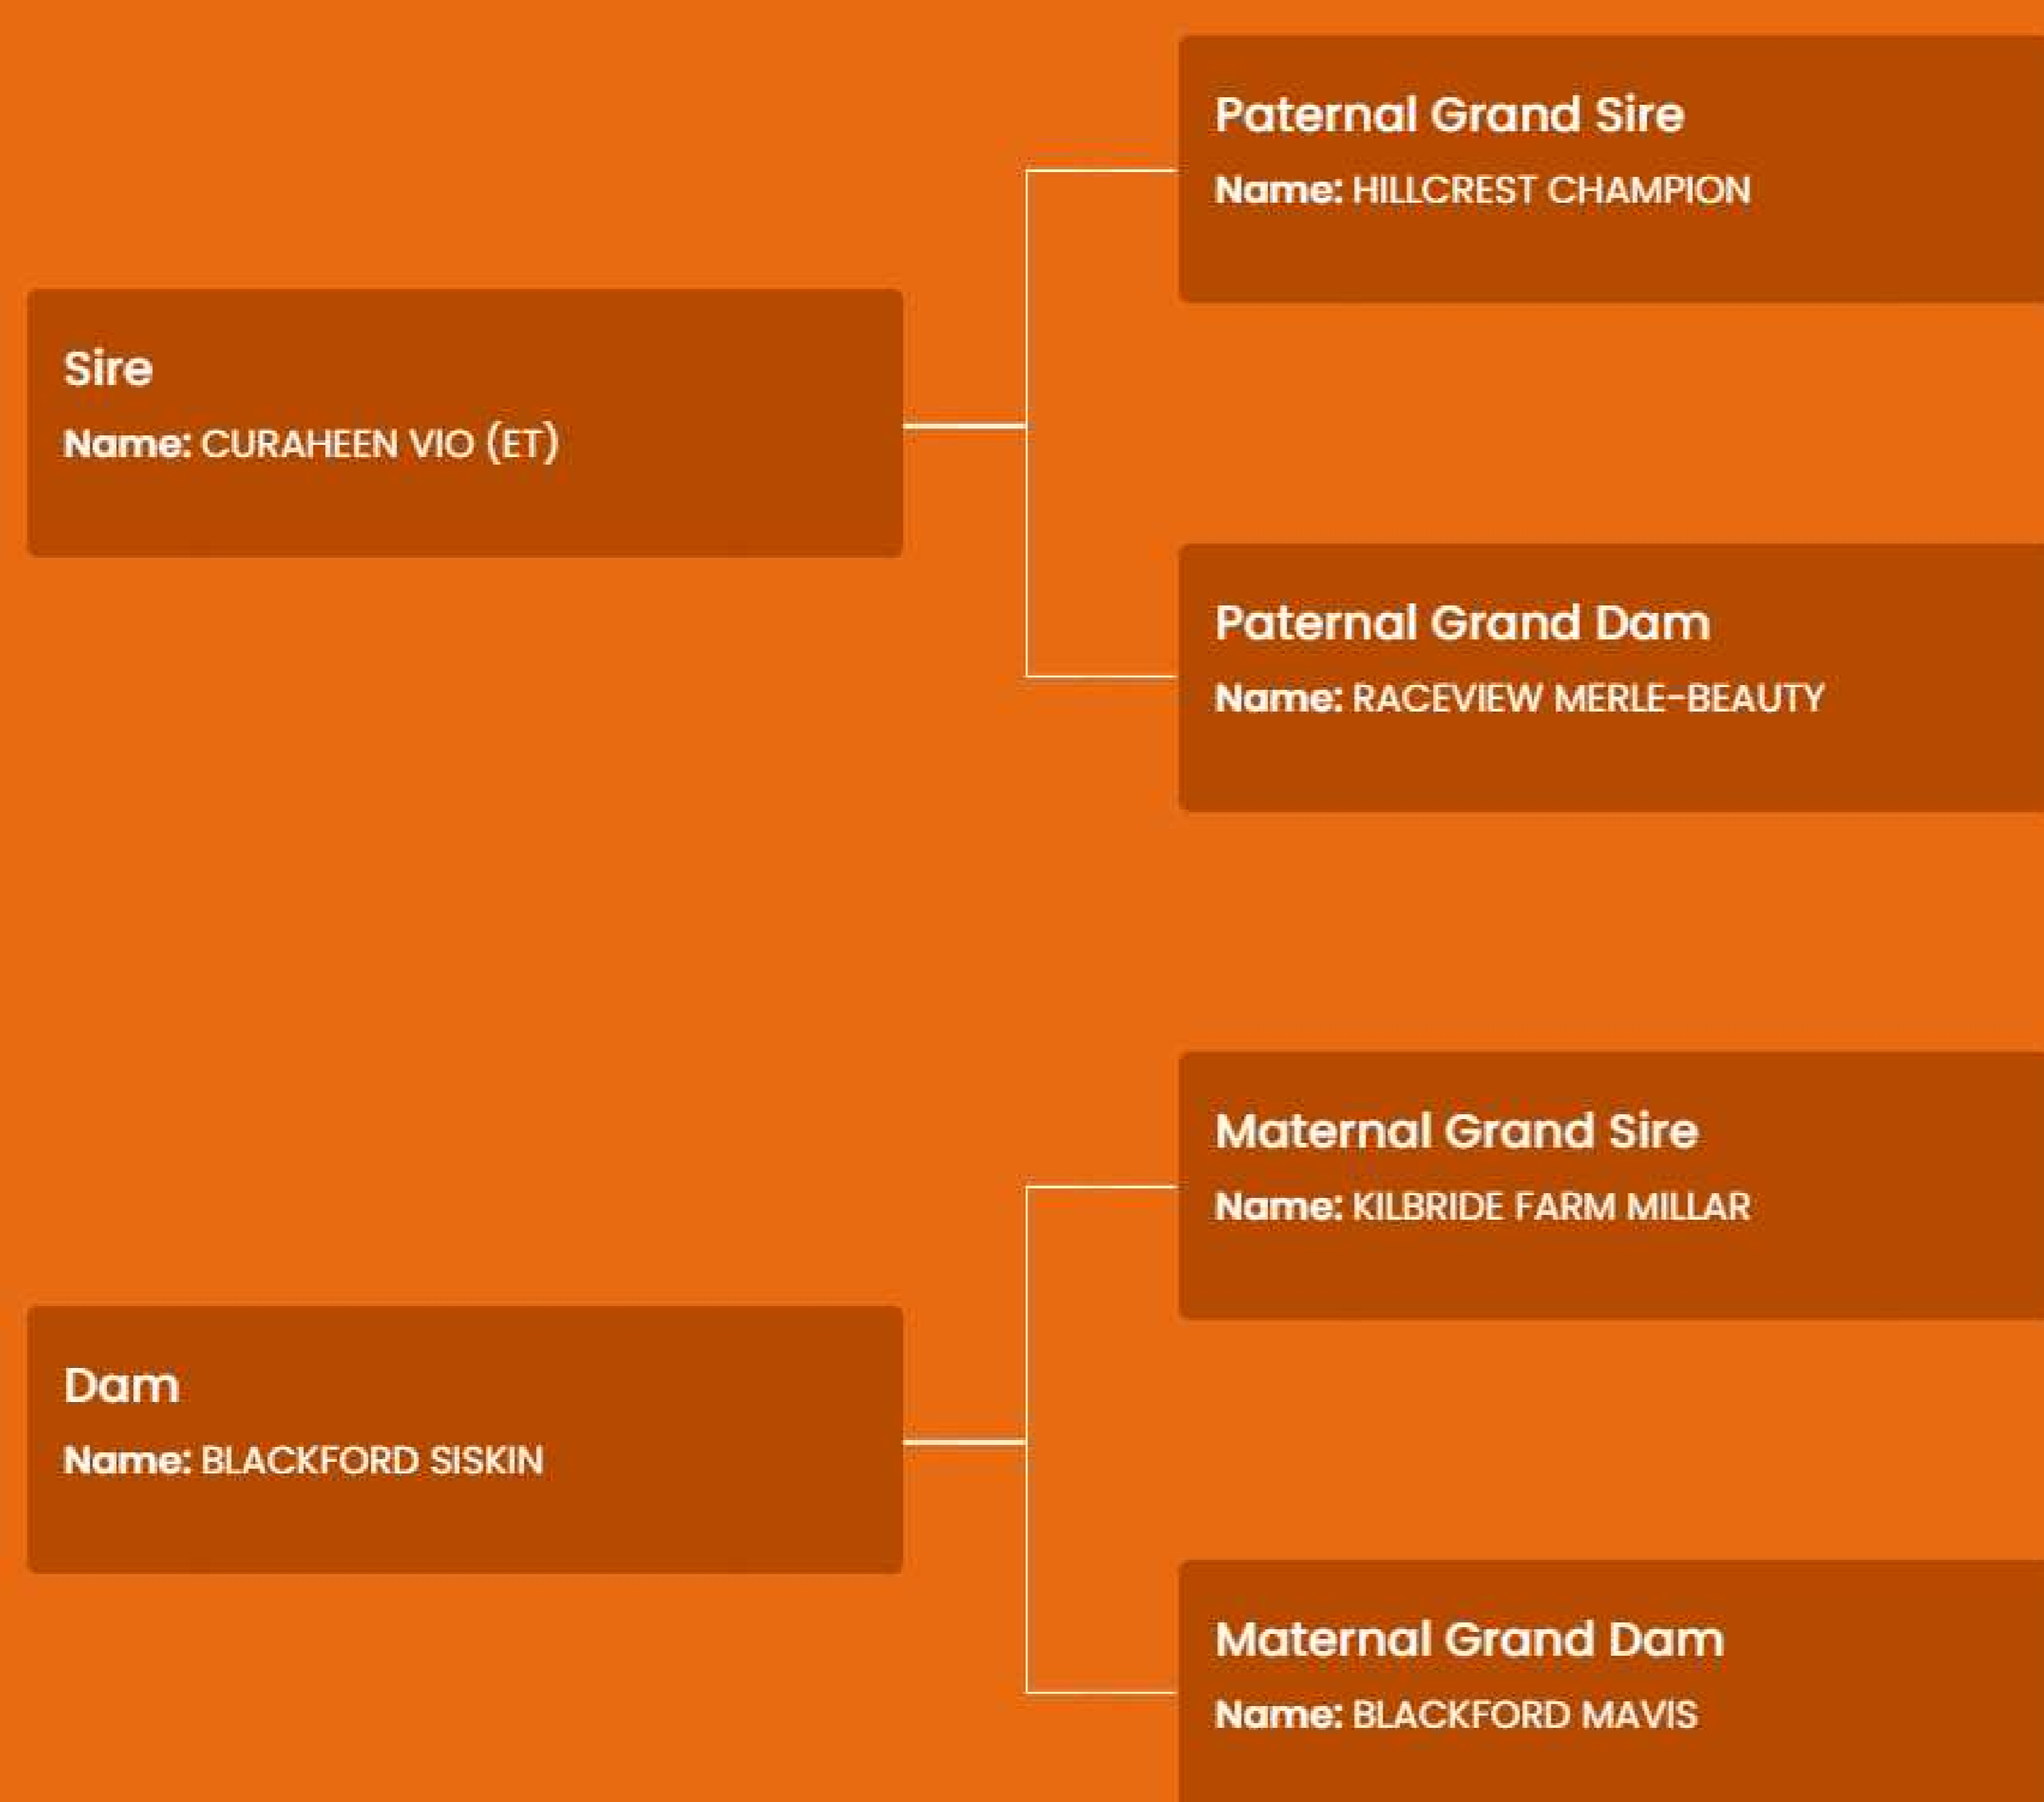 Paternal Grand Sire
Name: HILLCREST CHAMPION
Sire
Name: CURAHEEN VIO (ET)
Paternal Grand Dam
Name: RACEVIEW MERLE-BEAUTY
Maternal Grand Sire
Name: KILBRIDE FARM MILLAR
Dam
Name: BLACKFORD SISKIN
Maternal Grand Dam
Name: BLACKFORD MAVIS